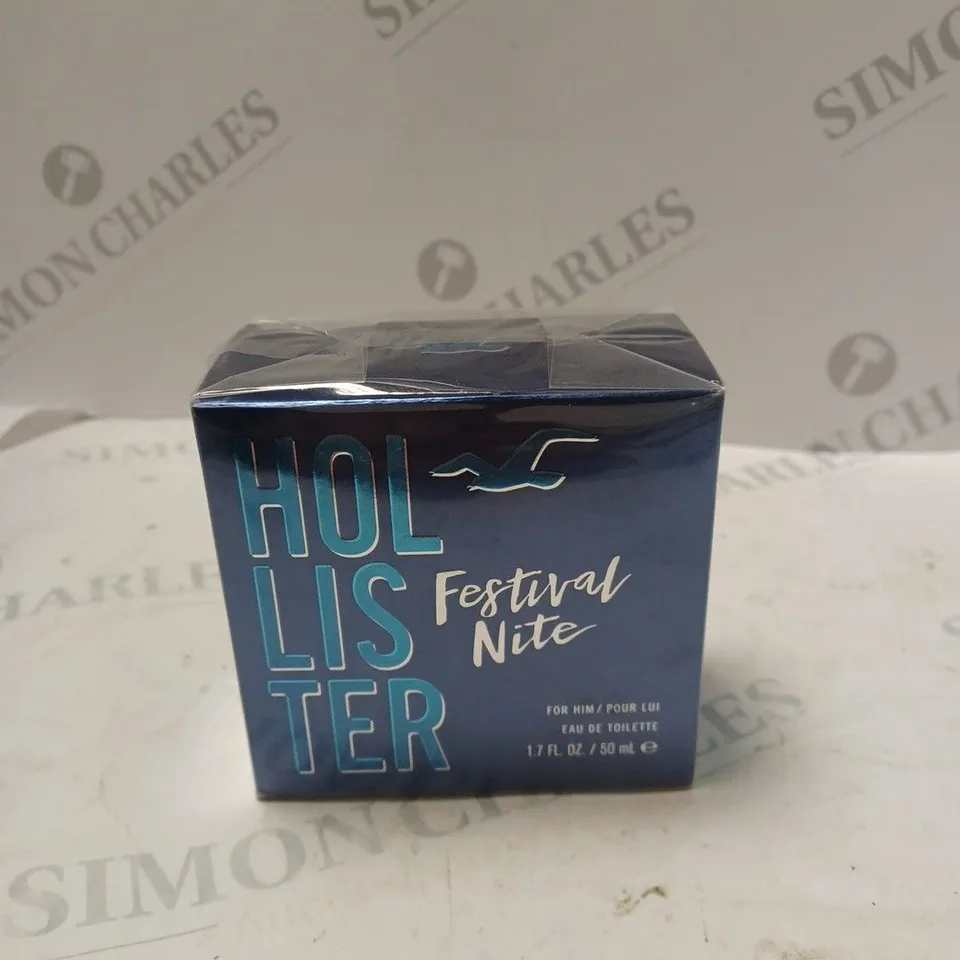 SIMON CHARLES
SIMON CHARLES
HOL
LIS
TER
Festival
Nite
FOR HIM / POUR LUI
EAU DE TOILETTE
1.7 FL. OZ. / 50 mL ℮
SIMON CHARLES